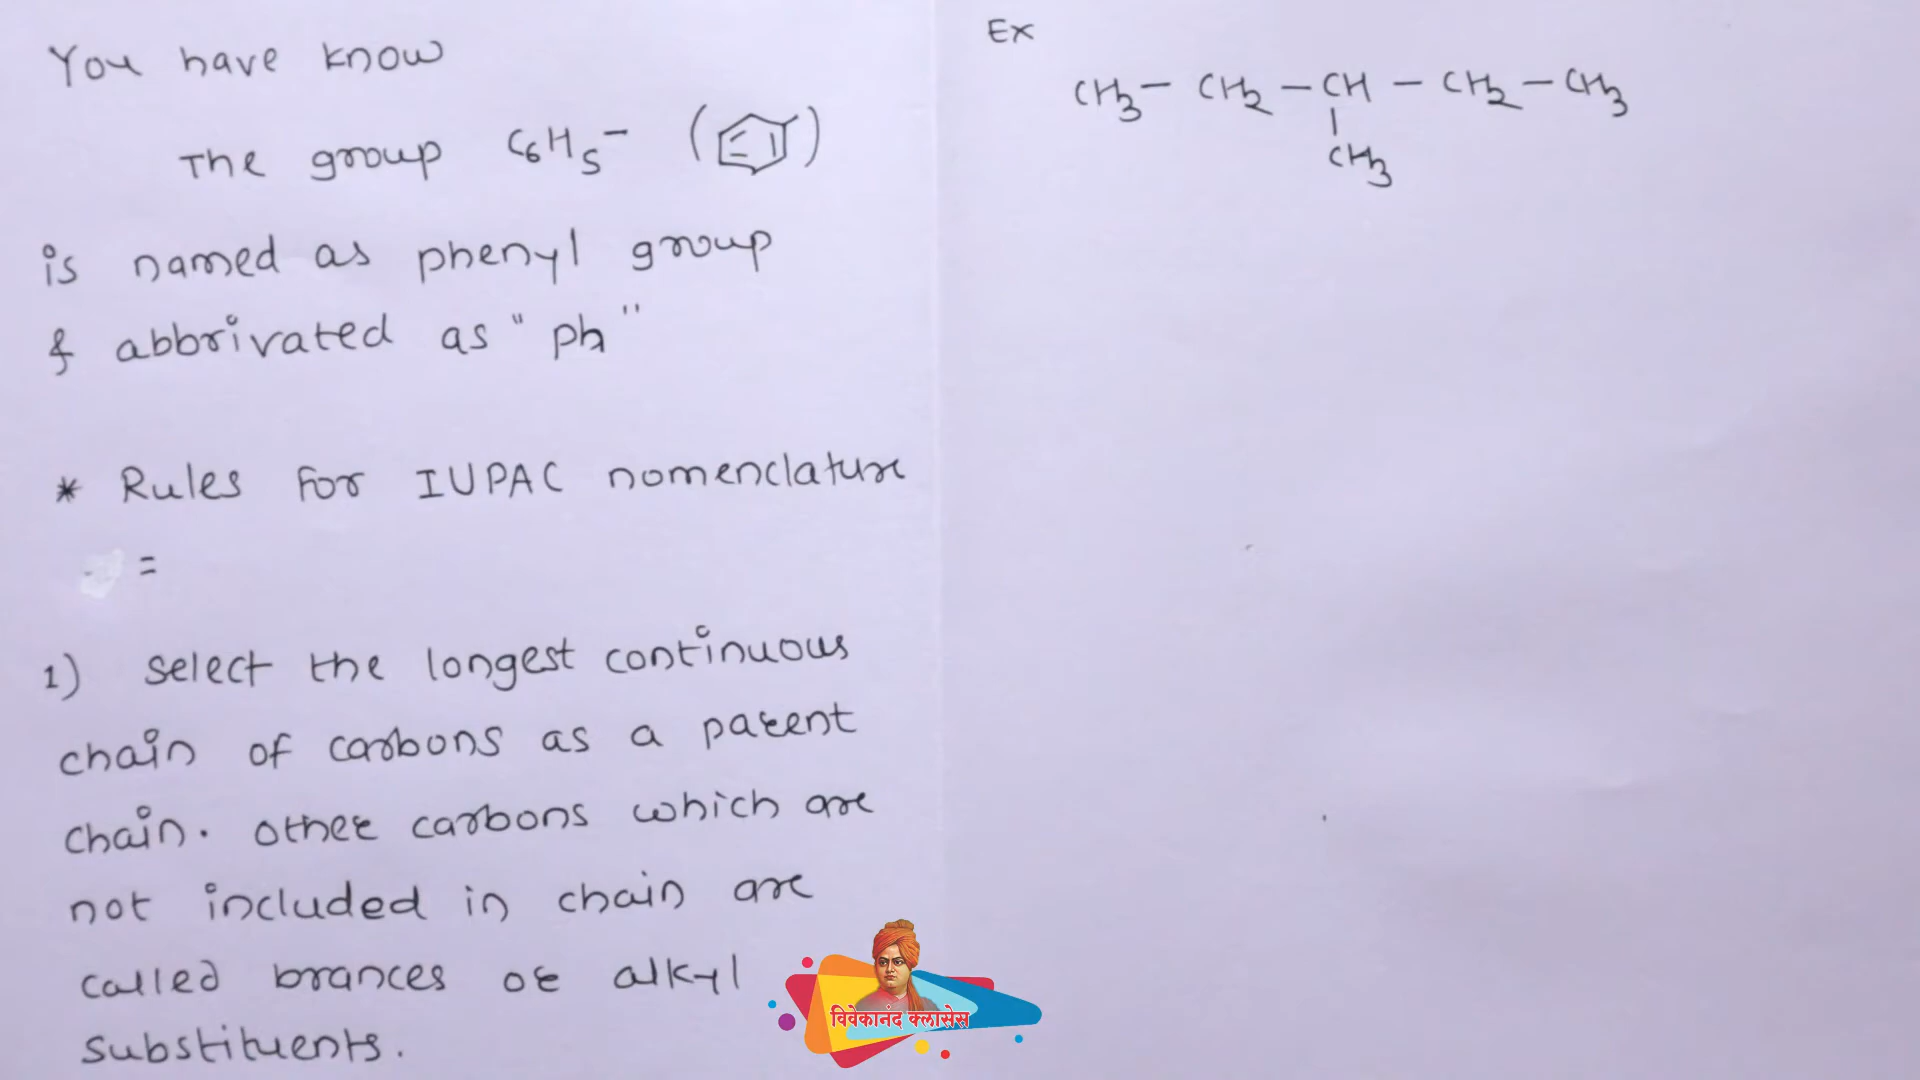 You have know
The group C6H5-  (  )
is named as phenyl group
& abbrivated as "ph"
* Rules for IUPAC nomenclature
=
1) select the longest continuous
chain of carbons as a parent
chain. other carbons which are
not included in chain are
called brances or alkyl
substituents.
Ex
CH3 - CH2 - CH - CH2 - CH3
|
CH3
विवेकानंद क्लासेस